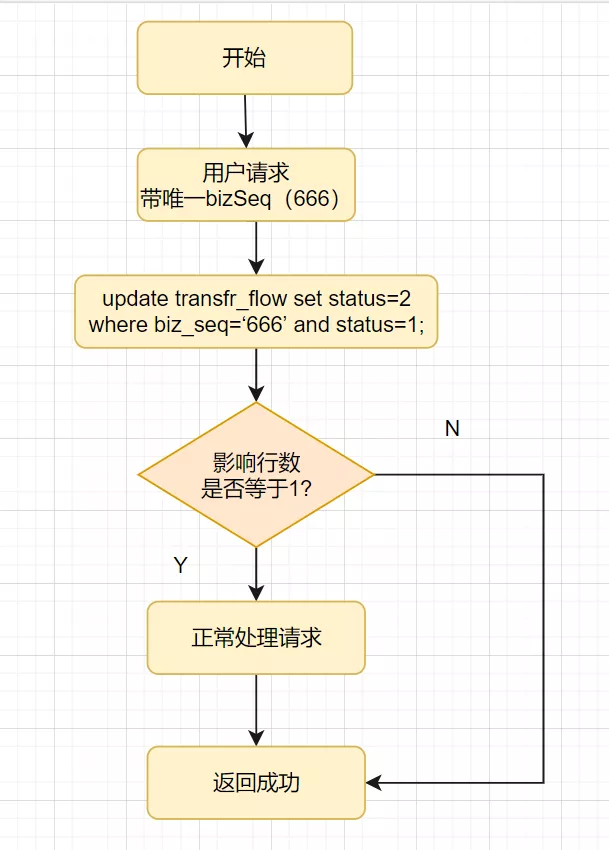 开始
用户请求
带唯一bizSeq（666）
update transfr_flow set status=2
where biz_seq=‘666’ and status=1;
影响行数
是否等于1?
N
Y
正常处理请求
返回成功